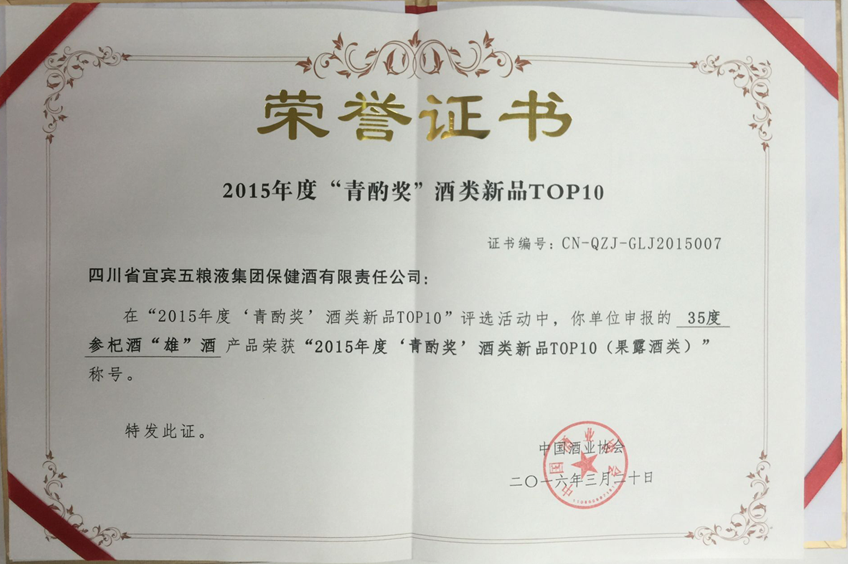 荣誉证书
2015年度“青酌奖”酒类新品TOP10
证书编号：CN-QZJ-GLJ2015007
四川省宜宾五粮液集团保健酒有限责任公司：
在“2015年度‘青酌奖’酒类新品TOP10”评选活动中，你单位申报的 35度
参杞酒“雄”酒 产品荣获“2015年度‘青酌奖’酒类新品TOP10（果露酒类）”
称号。
特发此证。
中国酒业协会
二〇一六年三月二十日